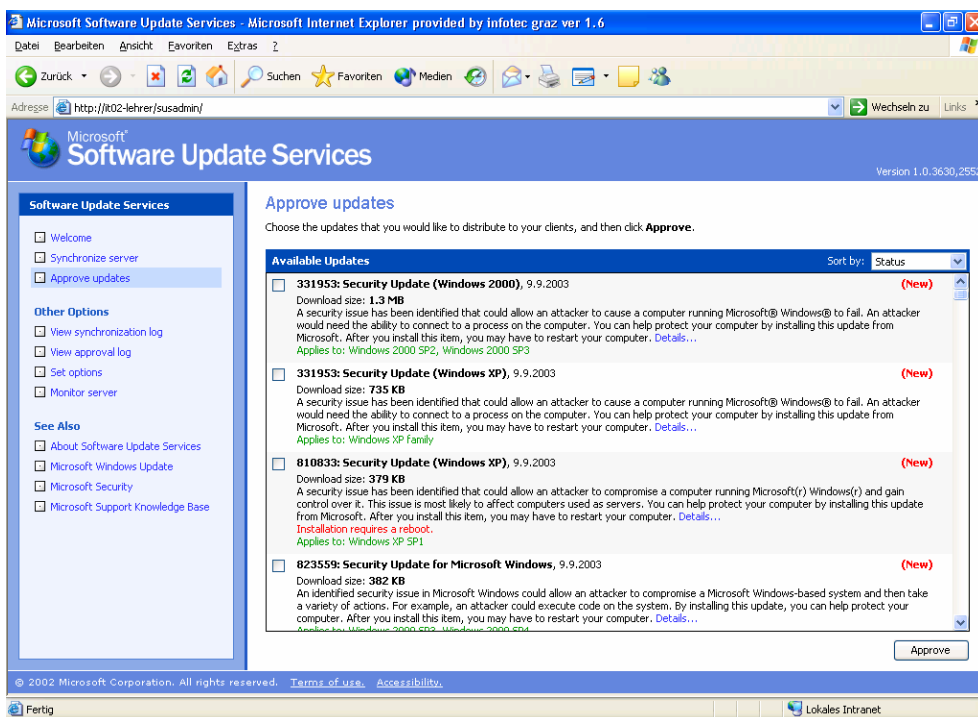 Microsoft Software Update Services - Microsoft Internet Explorer provided by infotec graz ver 1.6
Datei Bearbeiten Ansicht Favoriten Extras ?
Zurück Suchen Favoriten Medien
Adresse http://it02-lehrer/susadmin/ Wechseln zu Links
Microsoft®
Software Update Services
Version 1.0.3630,2552
Software Update Services
Welcome
Synchronize server
Approve updates
Other Options
View synchronization log
View approval log
Set options
Monitor server
See Also
About Software Update Services
Microsoft Windows Update
Microsoft Security
Microsoft Support Knowledge Base
Approve updates
Choose the updates that you would like to distribute to your clients, and then click Approve.
Available Updates Sort by: Status
331953: Security Update (Windows 2000), 9.9.2003 (New)
Download size: 1.3 MB
A security issue has been identified that could allow an attacker to cause a computer running Microsoft® Windows® to fail. An attacker
would need the ability to connect to a process on the computer. You can help protect your computer by installing this update from
Microsoft. After you install this item, you may have to restart your computer. Details...
Applies to: Windows 2000 SP2, Windows 2000 SP3
331953: Security Update (Windows XP), 9.9.2003 (New)
Download size: 735 KB
A security issue has been identified that could allow an attacker to cause a computer running Microsoft® Windows® to fail. An attacker
would need the ability to connect to a process on the computer. You can help protect your computer by installing this update from
Microsoft. After you install this item, you may have to restart your computer.
Applies to: Windows XP family
810833: Security Update (Windows XP), 9.9.2003 (New)
Download size: 379 KB
A security issue has been identified that could allow an attacker to compromise a computer running Microsoft(r) Windows(r) and gain
control over it. This issue is most likely to affect computers used as servers. You can help protect your computer by installing this update
from Microsoft. After you install this item, you may have to restart your computer. Details...
Installation requires a reboot.
Applies to: Windows XP SP1
823559: Security Update for Microsoft Windows, 9.9.2003 (New)
Download size: 382 KB
An identified security issue in Microsoft Windows could allow an attacker to compromise a Microsoft Windows-based system and then take
a variety of actions. For example, an attacker could execute code on the system. By installing this update, you can help protect your
computer. After you install this item, you may have to restart your computer. Details...
Applies to: Windows 2000 SP3, Windows 2000 SP4
Approve
© 2002 Microsoft Corporation. All rights reserved. Terms of use. Accessibility.
Fertig Lokales Intranet